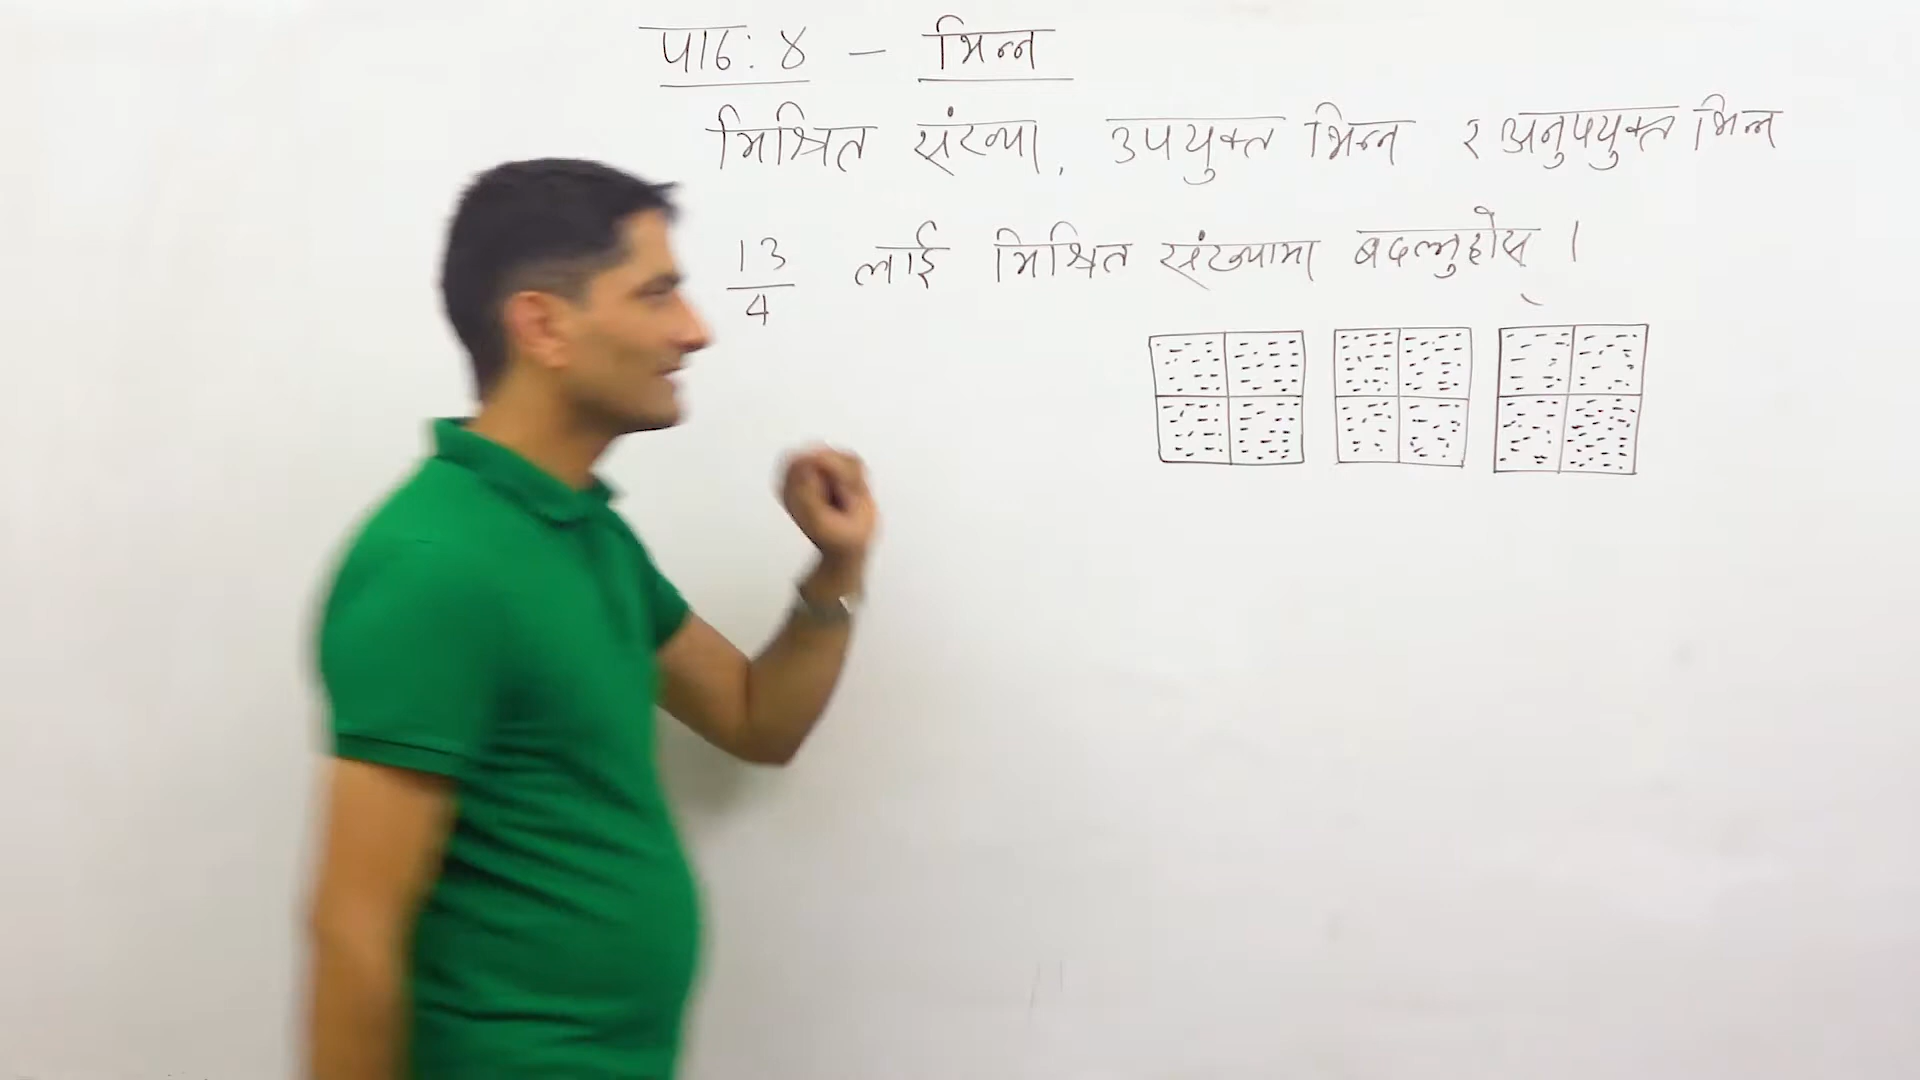 पाठ: ४ – भिन्न
मिश्रित संख्या, उपयुक्त भिन्न र अनुपयुक्त भिन्न
13/4 लाई मिश्रित संख्यामा बदल्नुहोस् ।